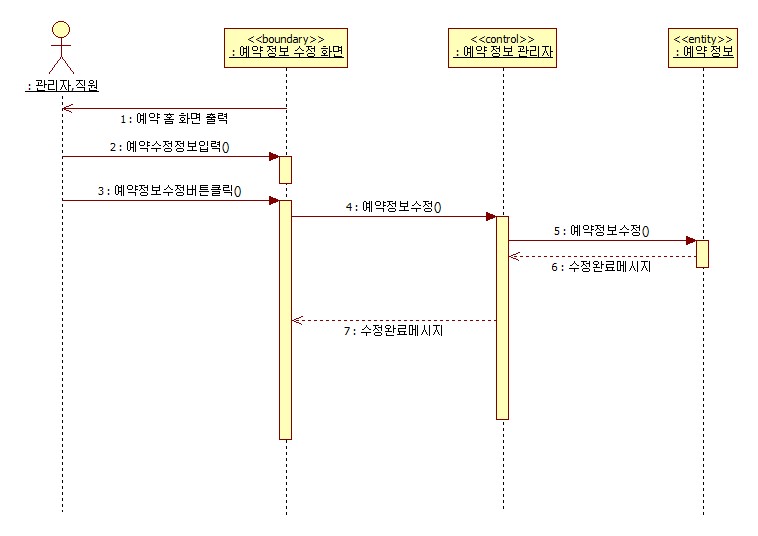 <<boundary>>
: 예약 정보 수정 화면
<<control>>
: 예약 정보 관리자
<<entity>>
: 예약 정보
: 관리자,직원
1 : 예약 홈 화면 출력
2 : 예약수정정보입력()
3 : 예약정보수정버튼클릭()
4 : 예약정보수정()
5 : 예약정보수정()
6 : 수정완료메시지
7 : 수정완료메시지